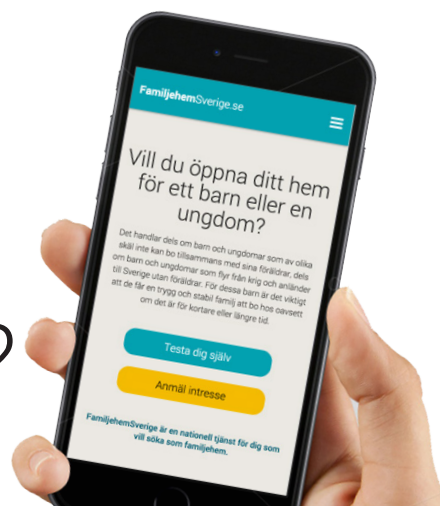 FamiljehemSverige.se
Vill du öppna ditt hem
för ett barn eller en
ungdom?
Det handlar dels om barn och ungdomar som av olika
skäl inte kan bo tillsammans med sina föräldrar, dels
om barn och ungdomar som flyr från krig och anländer
till Sverige utan föräldrar. För dessa barn är det viktigt
att de får en trygg och stabil familj att bo hos oavsett
om det är för kortare eller längre tid.
Testa dig själv
Anmäl intresse
FamiljehemSverige är en nationell tjänst för dig som
vill söka som familjehem.